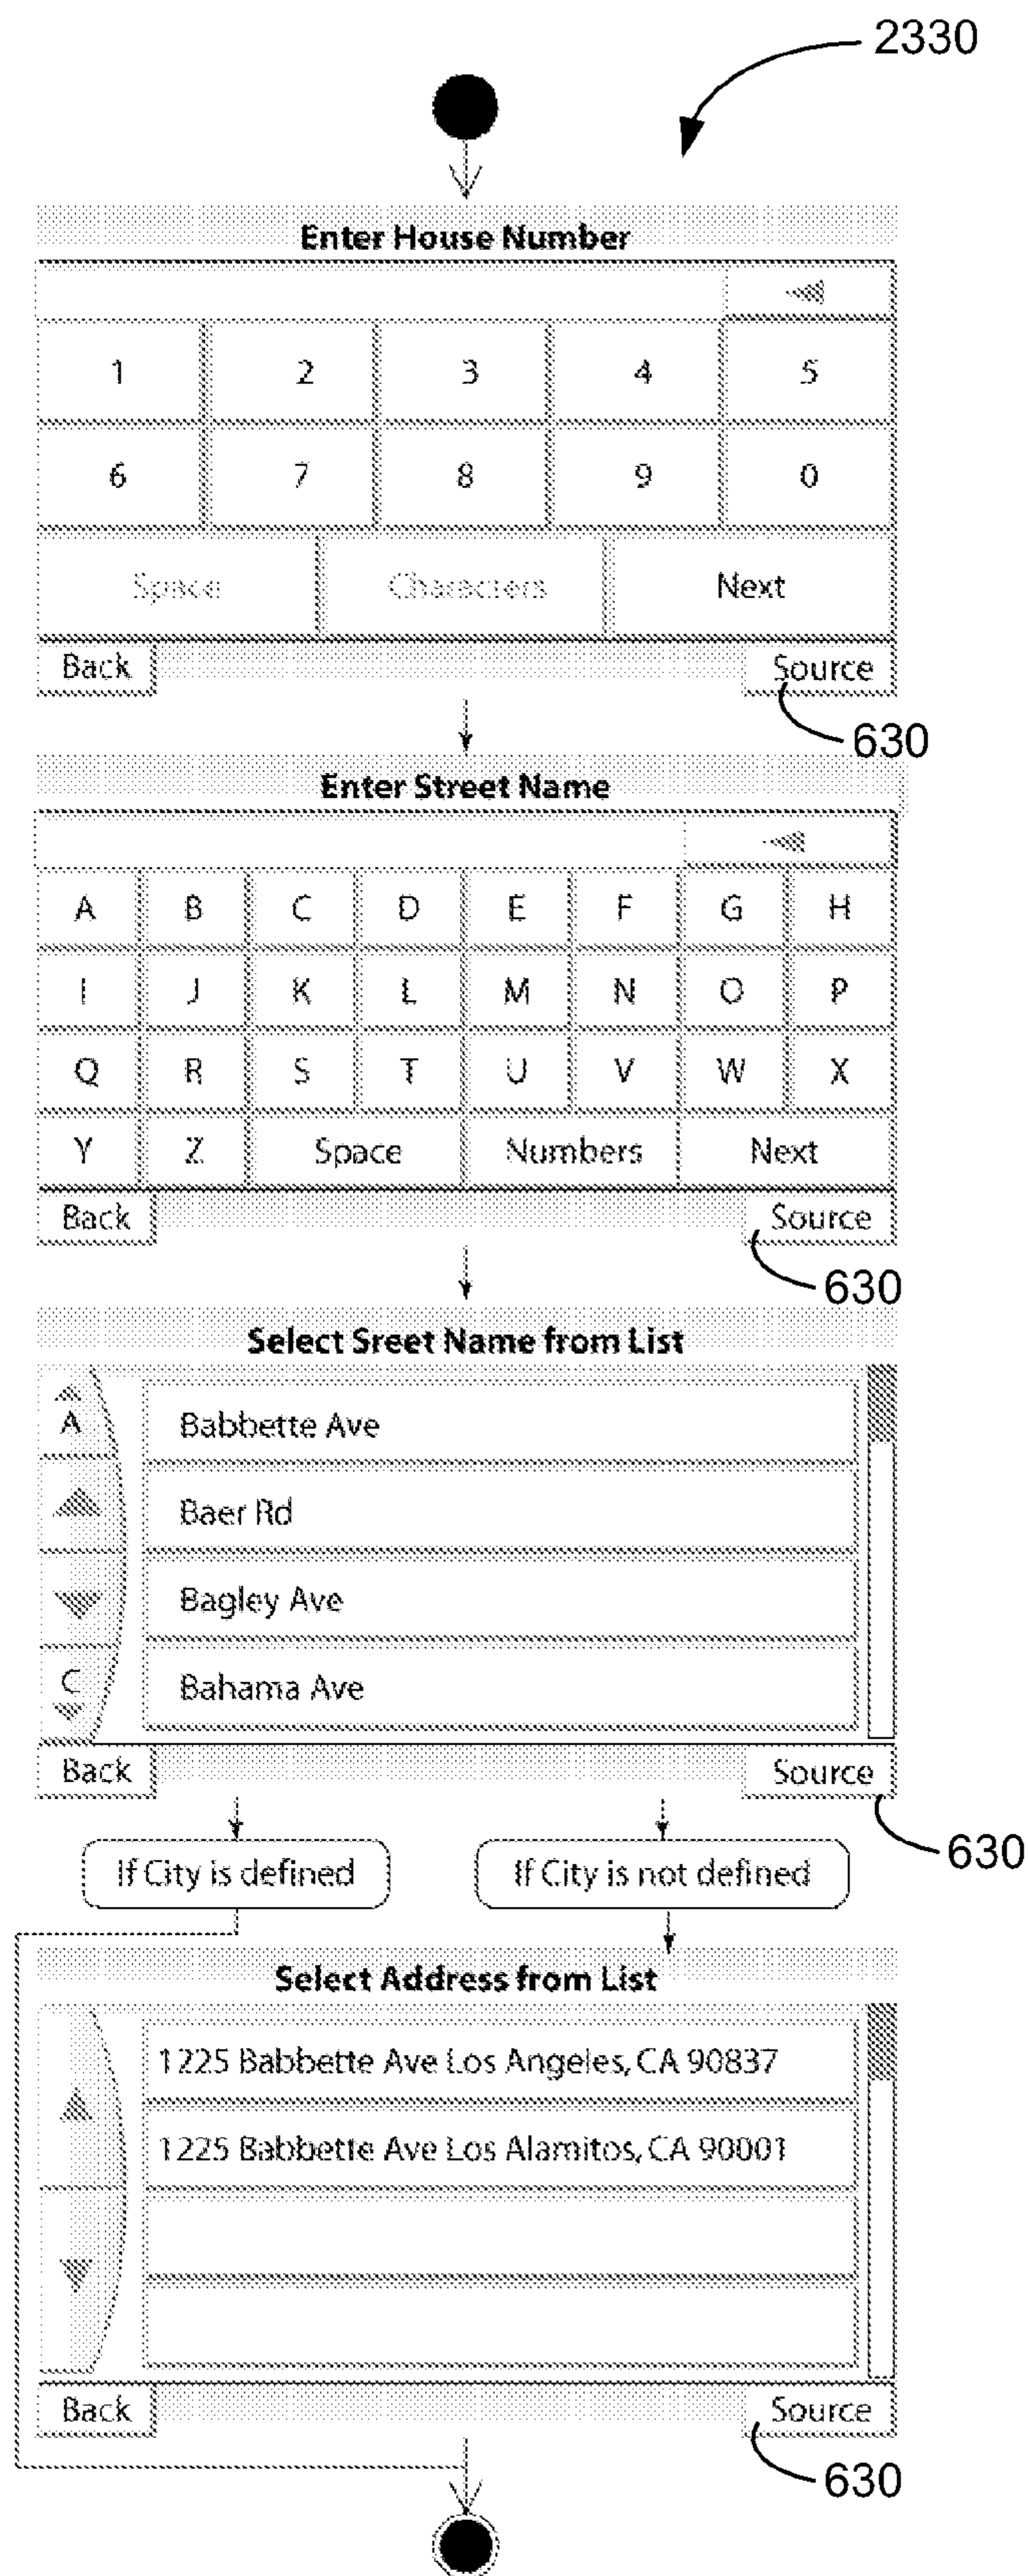 2330
Enter House Number
1 2 3 4 5
6 7 8 9 0
Space Characters Next
Back Source
630
Enter Street Name
A B C D E F G H
I J K L M N O P
Q R S T U V W X
Y Z Space Numbers Next
Back Source
630
Select Sreet Name from List
A
Babbette Ave
Baer Rd
Bagley Ave
C
Bahama Ave
Back Source
630
If City is defined If City is not defined
Select Address from List
1225 Babbette Ave Los Angeles, CA 90837
1225 Babbette Ave Los Alamitos, CA 90001
Back Source
630